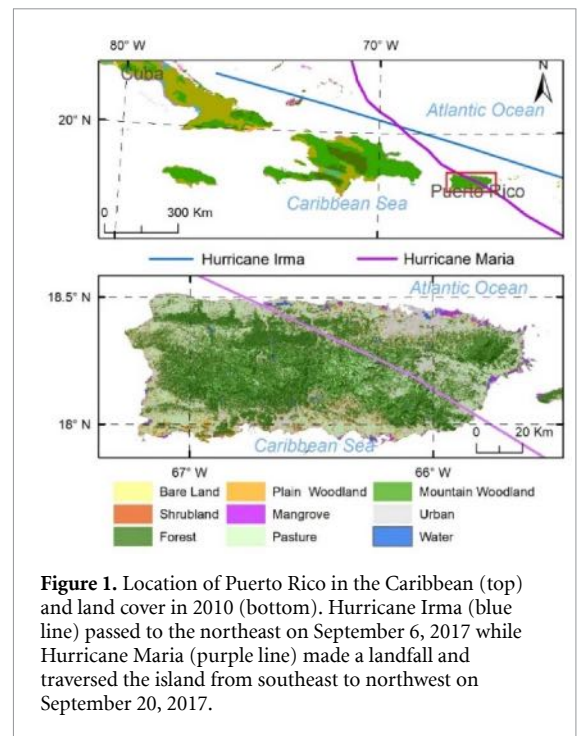 80° W 70° W
Cuba
N
Atlantic Ocean
20° N
Puerto Rico
Caribbean Sea
0 300 Km
Hurricane Irma Hurricane Maria
Atlantic Ocean
18.5° N
18° N
Caribbean Sea
0 20 Km
67° W 66° W
Bare Land Plain Woodland Mountain Woodland
Shrubland Mangrove Urban
Forest Pasture Water
Figure 1. Location of Puerto Rico in the Caribbean (top)
and land cover in 2010 (bottom). Hurricane Irma (blue
line) passed to the northeast on September 6, 2017 while
Hurricane Maria (purple line) made a landfall and
traversed the island from southeast to northwest on
September 20, 2017.